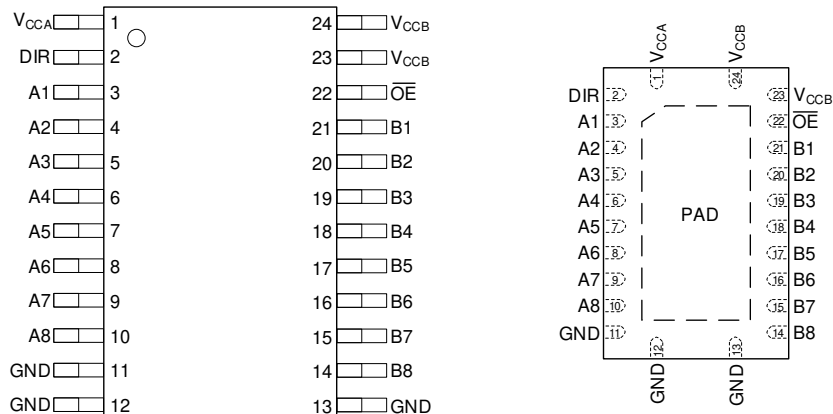 VCCA 1 24 VCCB
DIR 2 23 VCCB
A1 3 22 OE
A2 4 21 B1
A3 5 20 B2
A4 6 19 B3
A5 7 18 B4
A6 8 17 B5
A7 9 16 B6
A8 10 15 B7
GND 11 14 B8
GND 12 13 GND
VCCA VCCB
1 24
DIR 2 23 VCCB
A1 3 22 OE
A2 4 21 B1
A3 5 20 B2
A4 6 19 B3
A5 7 18 B4
PAD
A6 8 17 B5
A7 9 16 B6
A8 10 15 B7
GND 11 14 B8
12 13
GND GND